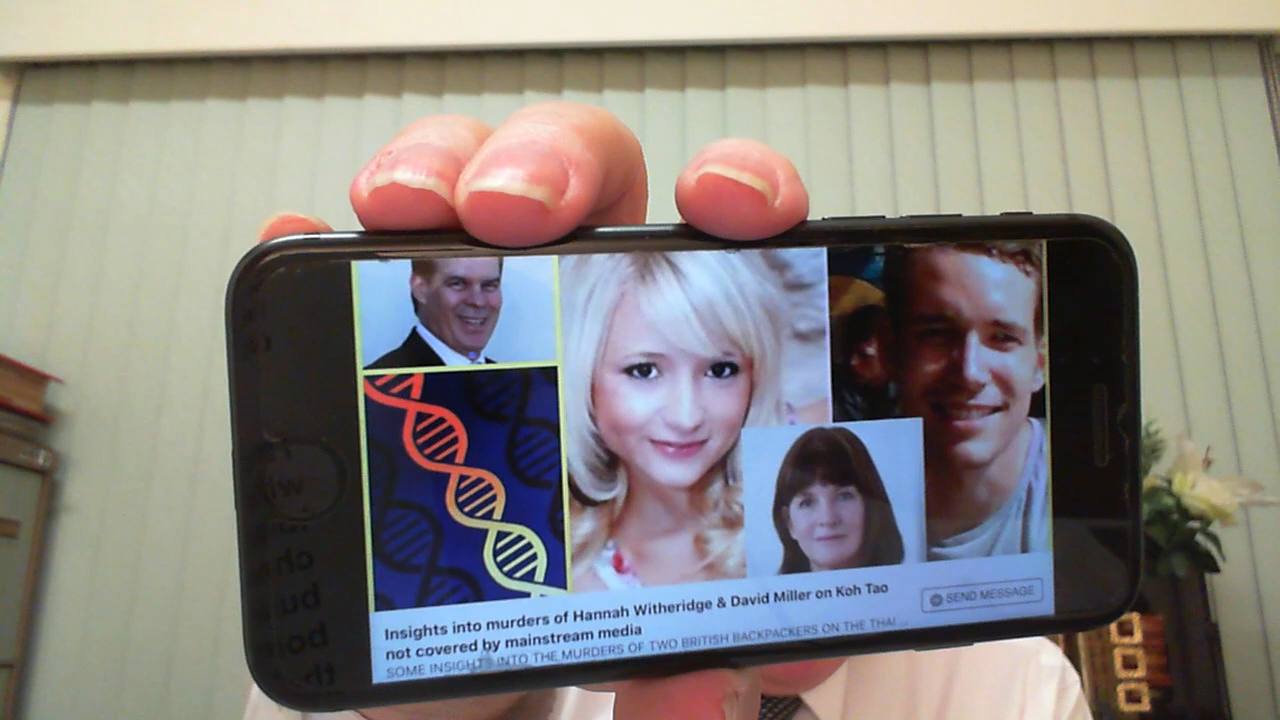 Insights into murders of Hannah Witheridge & David Miller on Koh Tao
SEND MESSAGE
not covered by mainstream media
SOME INSIGHTS INTO THE MURDERS OF TWO BRITISH BACKPACKERS ON THE THAI...